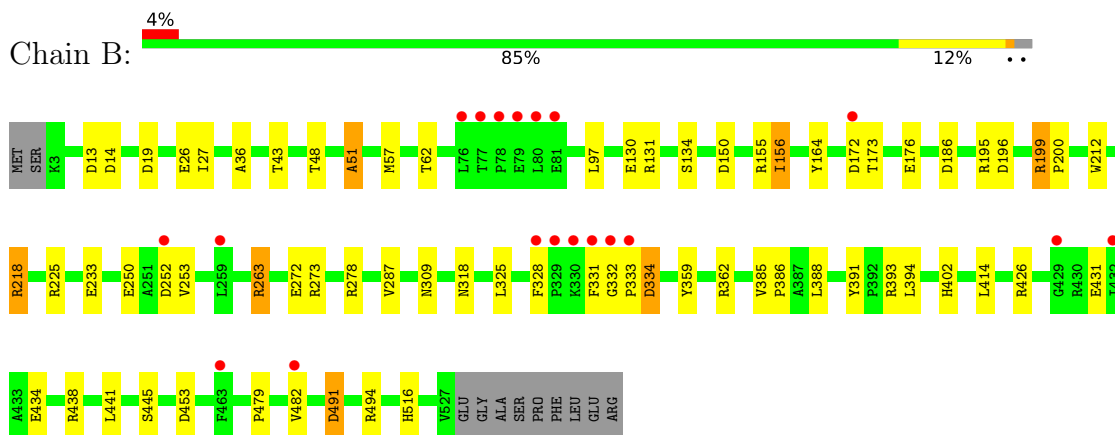 4%
Chain B:
85% 12% • •
MET SER K3 D13 D14 D19 E26 I27 A36 T43 T48 A51 M57 T62 L76 T77 P78 E79 L80 E81 L97 E130 R131 S134 D150 R155 I156 Y164 D172 T173 E176 D186 R195 D196 R199 P200 W212
R218 R225 E233 E250 A251 D252 V253 L259 R263 E272 R273 R278 V287 N309 N318 L325 F328 P329 K330 F331 G332 P333 D334 Y359 R362 V385 P386 A387 L388 Y391 P392 R393 L394 H402 L414 R426 G429 R430 E431 I432
A433 E434 R438 L441 S445 D453 F463 P479 V482 D491 R494 H516 V527 GLU GLY ALA SER PRO PHE LEU GLU ARG